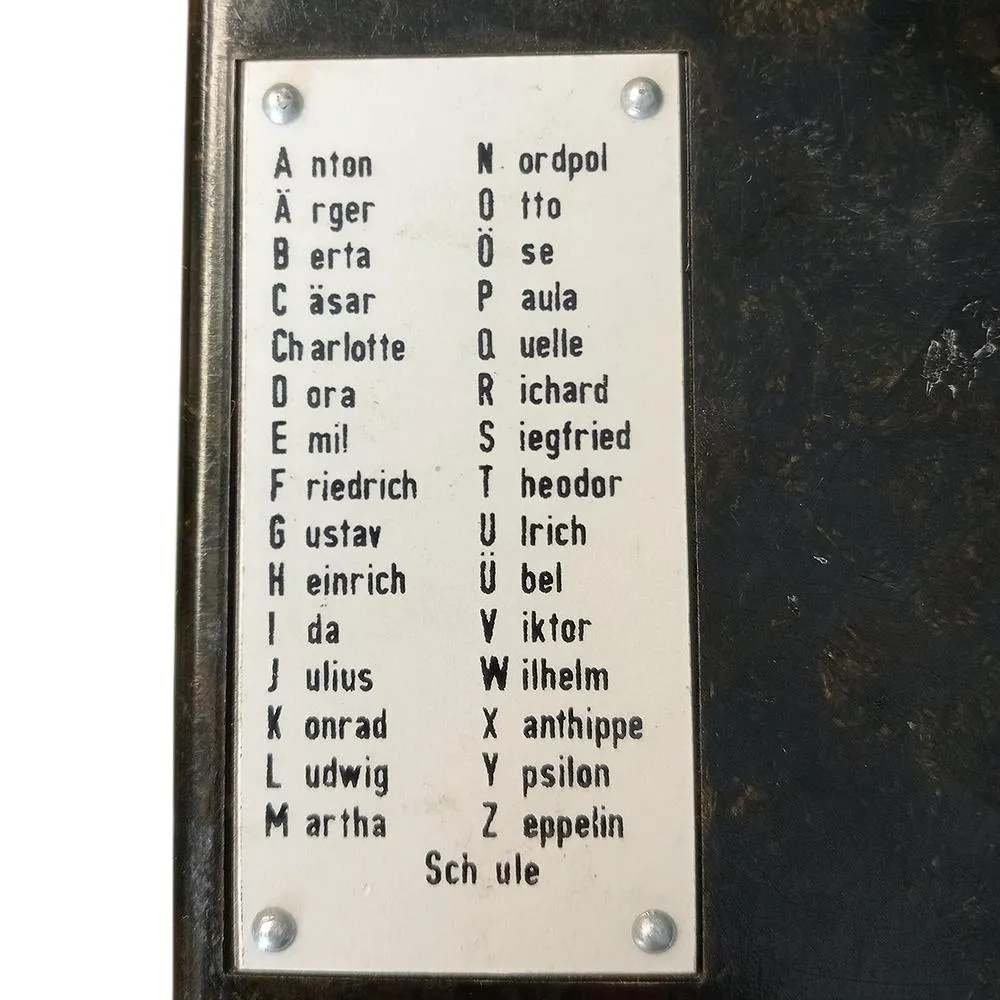 A nton
Ä rger
B erta
C äsar
Ch arlotte
D ora
E mil
F riedrich
G ustav
H einrich
I da
J ulius
K onrad
L udwig
M artha
N ordpol
O tto
Ö se
P aula
Q uelle
R ichard
S iegfried
T heodor
U lrich
Ü bel
V iktor
W ilhelm
X anthippe
Y psilon
Z eppelin
Sch ule